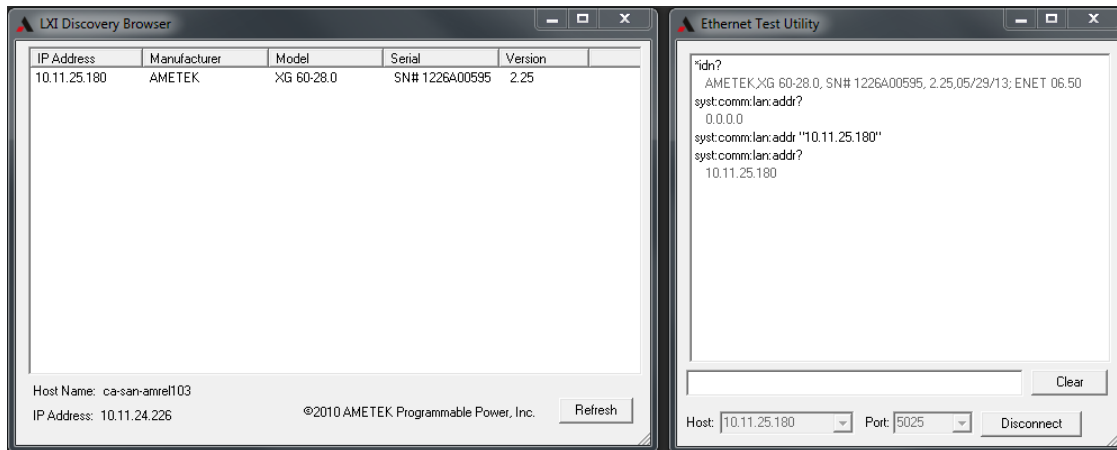 LXI Discovery Browser
IP Address Manufacturer Model Serial Version
10.11.25.180 AMETEK XG 60-28.0 SN# 1226A00595 2.25
Host Name: ca-san-amrel103
IP Address: 10.11.24.226
©2010 AMETEK Programmable Power, Inc.
Refresh
Ethernet Test Utility
*idn?
AMETEK,XG 60-28.0, SN# 1226A00595, 2.25,05/29/13; ENET 06.50
syst:comm:lan:addr?
0.0.0.0
syst:comm:lan:addr "10.11.25.180"
syst:comm:lan:addr?
10.11.25.180
Clear
Host: 10.11.25.180 Port: 5025 Disconnect